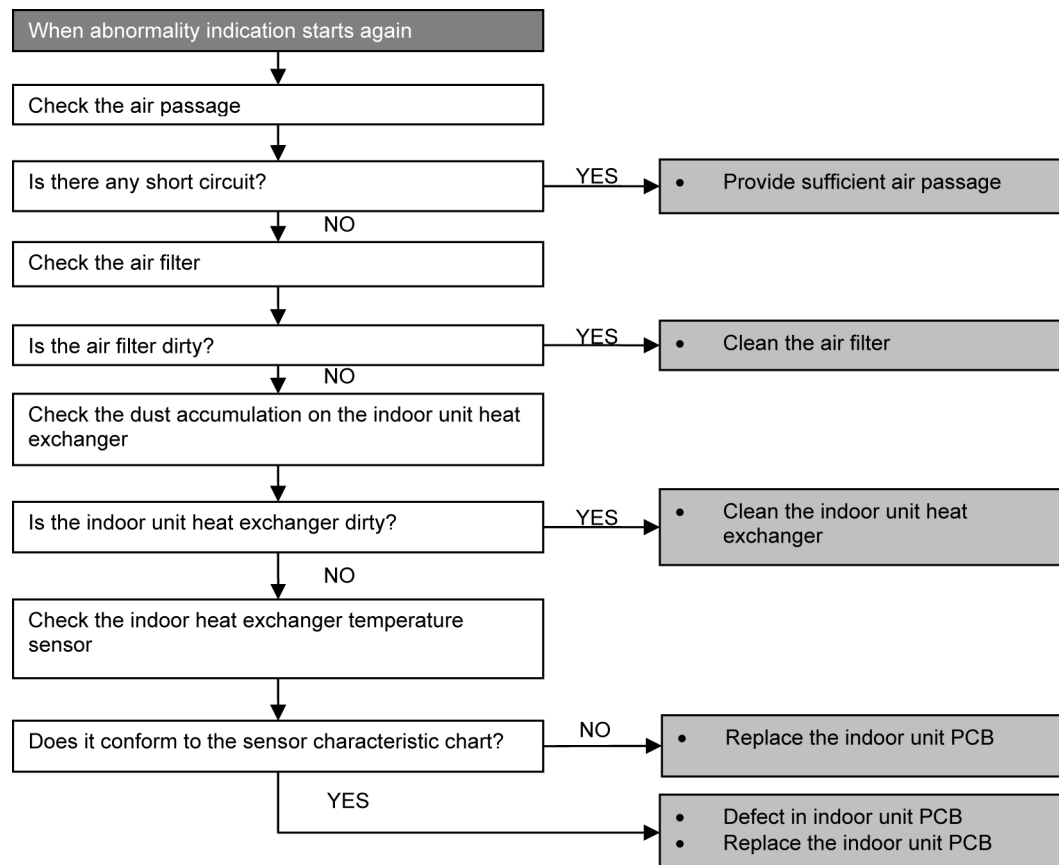 When abnormality indication starts again
Check the air passage
Is there any short circuit?
YES
• Provide sufficient air passage
NO
Check the air filter
Is the air filter dirty?
YES
• Clean the air filter
NO
Check the dust accumulation on the indoor unit heat
exchanger
Is the indoor unit heat exchanger dirty?
YES
• Clean the indoor unit heat
exchanger
NO
Check the indoor heat exchanger temperature
sensor
Does it conform to the sensor characteristic chart?
NO
• Replace the indoor unit PCB
YES
• Defect in indoor unit PCB
• Replace the indoor unit PCB